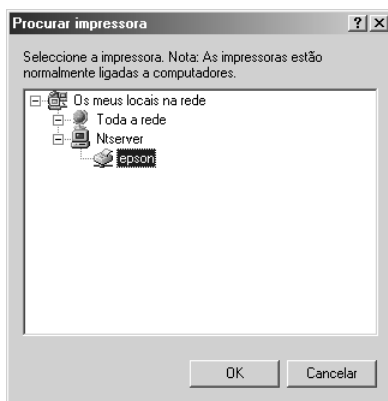 Procurar impressora
Seleccione a impressora. Nota: As impressoras estão
normalmente ligadas a computadores.
Os meus locais na rede
Toda a rede
Ntserver
epson
OK Cancelar